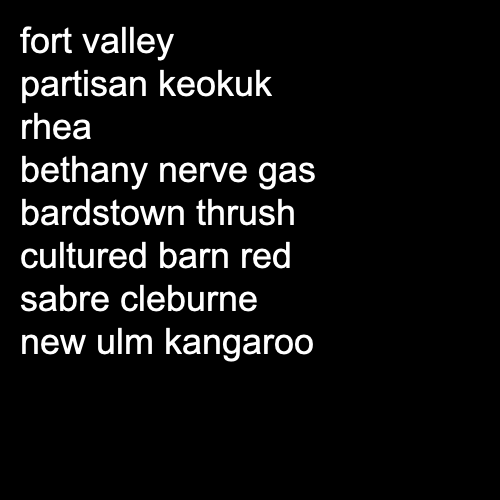 fort valley
partisan keokuk
rhea
bethany nerve gas
bardstown thrush
cultured barn red
sabre cleburne
new ulm kangaroo